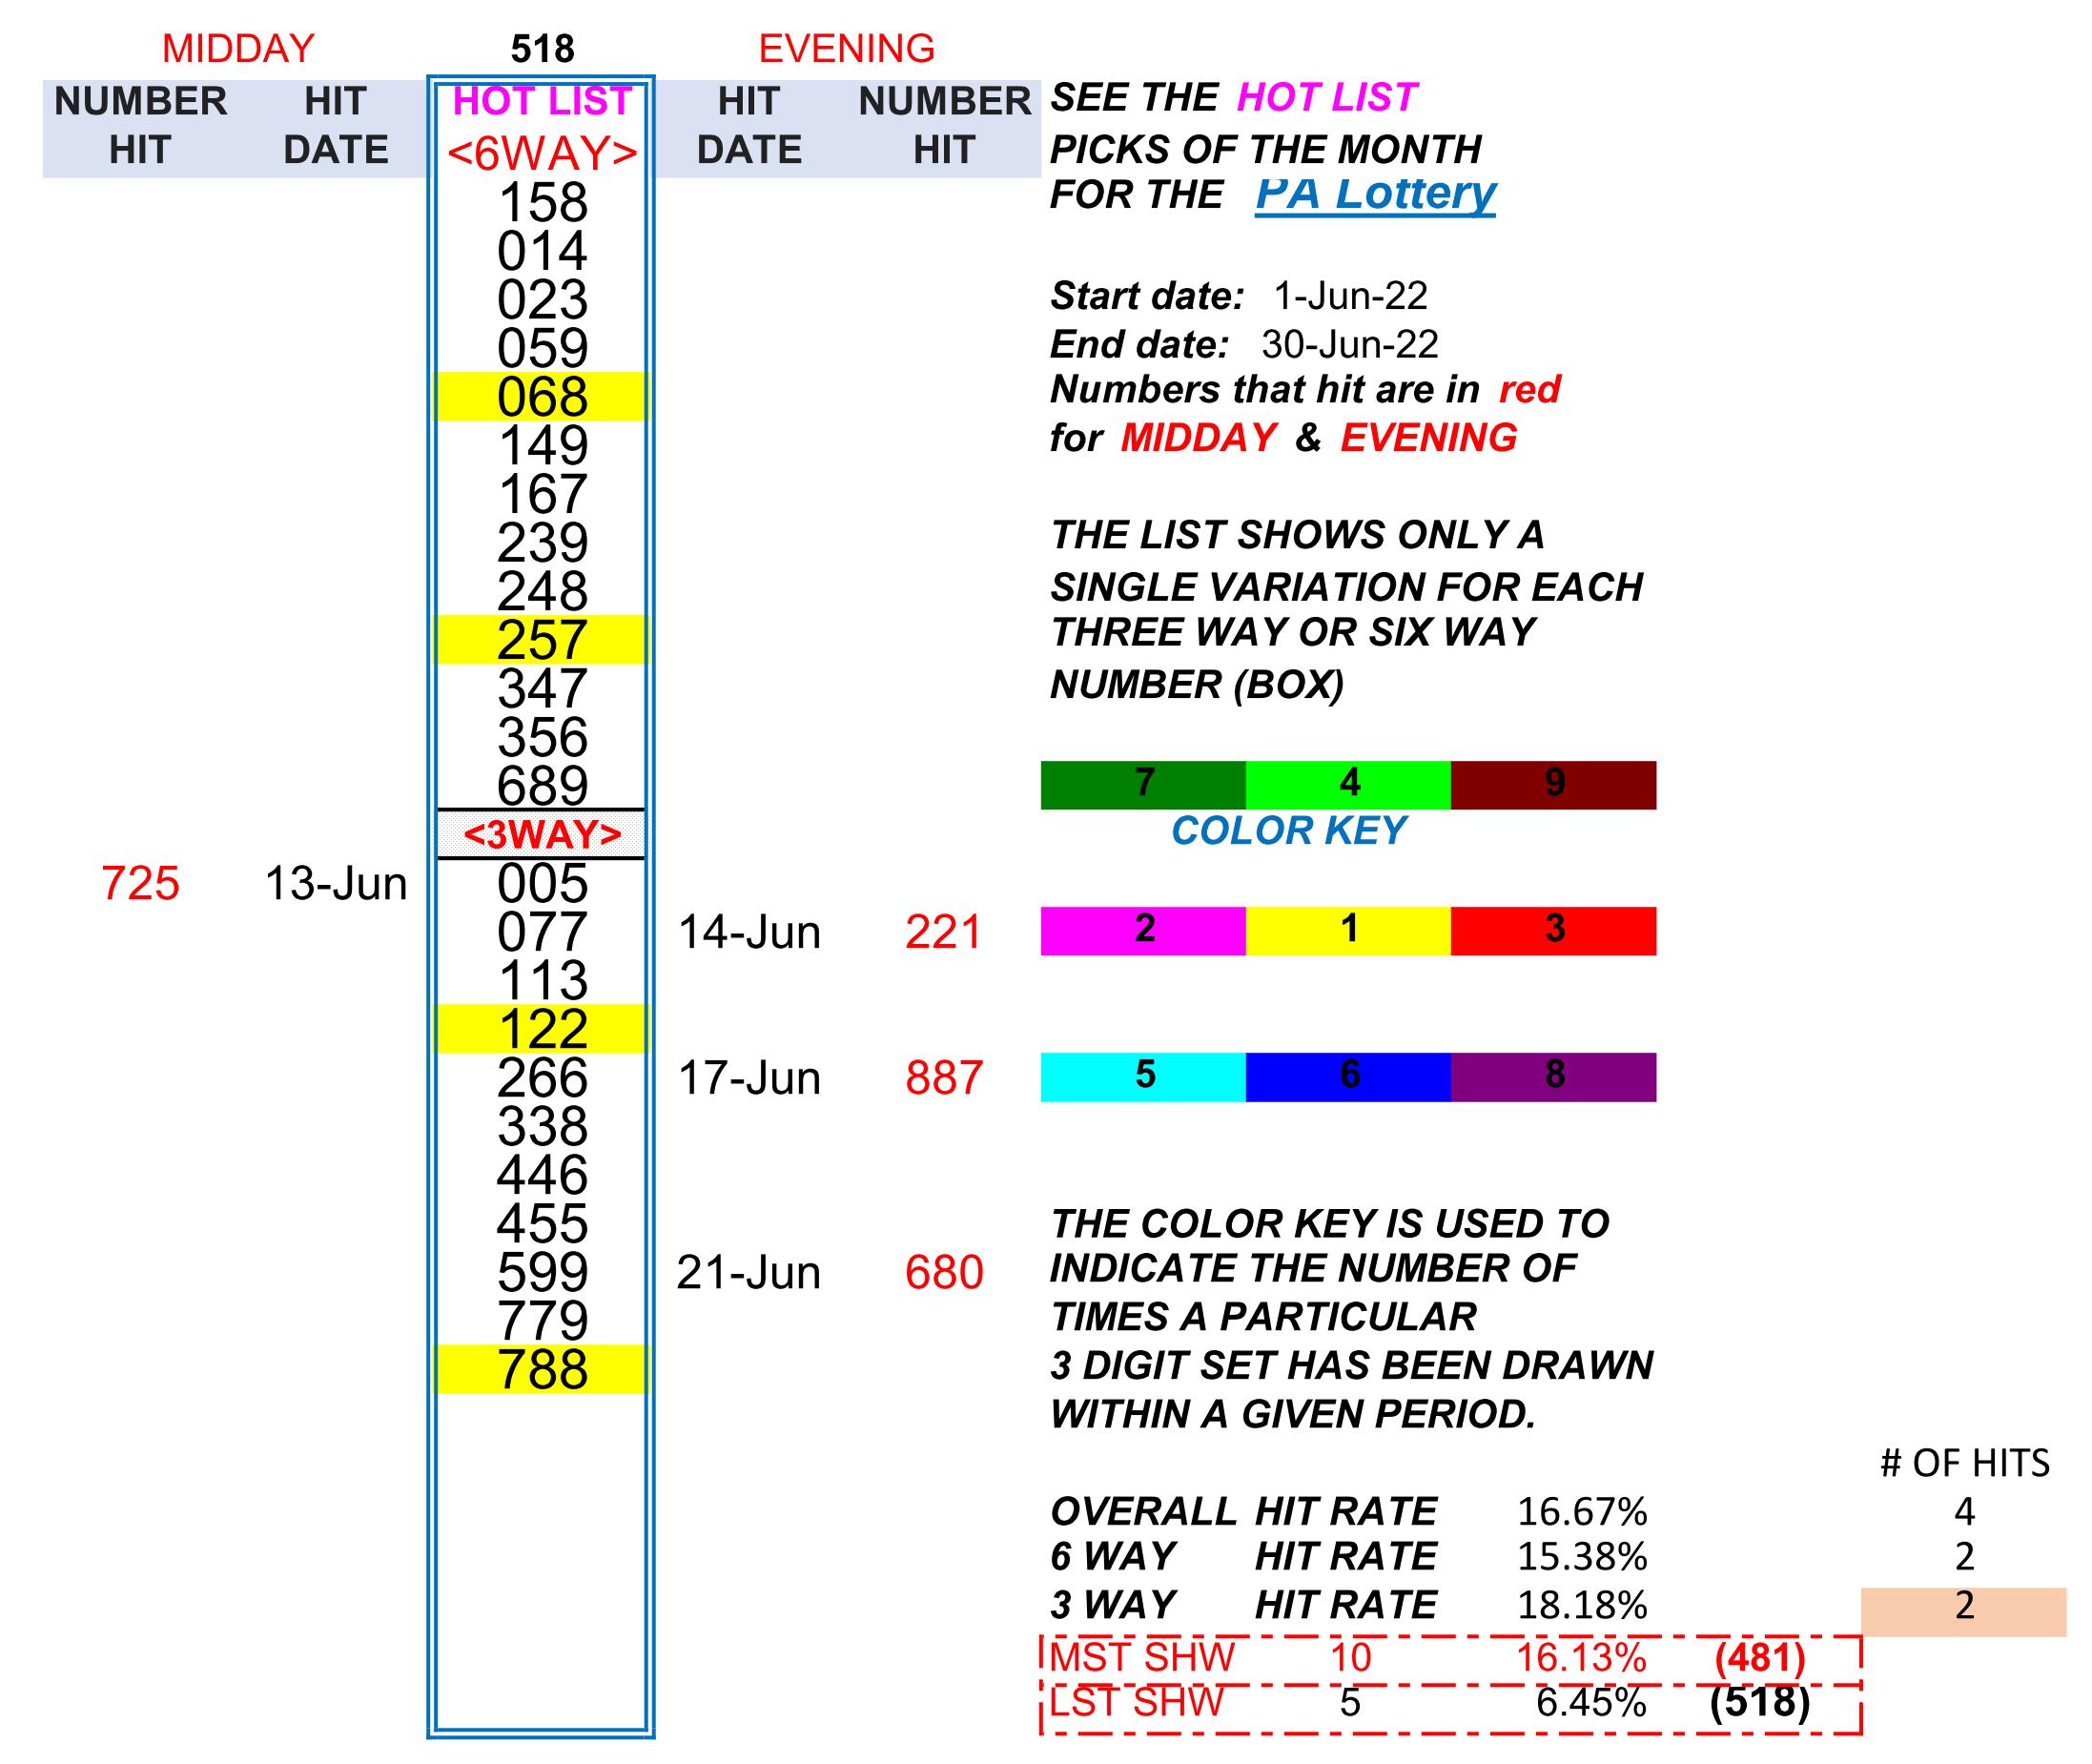 MIDDAY 518 EVENING
NUMBER HIT HOT LIST HIT NUMBER SEE THE HOT LIST
HIT DATE <6WAY> DATE HIT PICKS OF THE MONTH
158 FOR THE PA Lottery
014
023 Start date: 1-Jun-22
059 End date: 30-Jun-22
068 Numbers that hit are in red
149 for MIDDAY & EVENING
167
239 THE LIST SHOWS ONLY A
248 SINGLE VARIATION FOR EACH
257 THREE WAY OR SIX WAY
347 NUMBER (BOX)
356
689 7 4 9
<3WAY> COLOR KEY
725 13-Jun 005
077 14-Jun 221 2 1 3
113
122
266 17-Jun 887 5 6 8
338
446
455 THE COLOR KEY IS USED TO
599 21-Jun 680 INDICATE THE NUMBER OF
779 TIMES A PARTICULAR
788 3 DIGIT SET HAS BEEN DRAWN
WITHIN A GIVEN PERIOD.
# OF HITS
OVERALL HIT RATE 16.67% 4
6 WAY HIT RATE 15.38% 2
3 WAY HIT RATE 18.18% 2
MST SHW 10 16.13% (481)
LST SHW 5 6.45% (518)